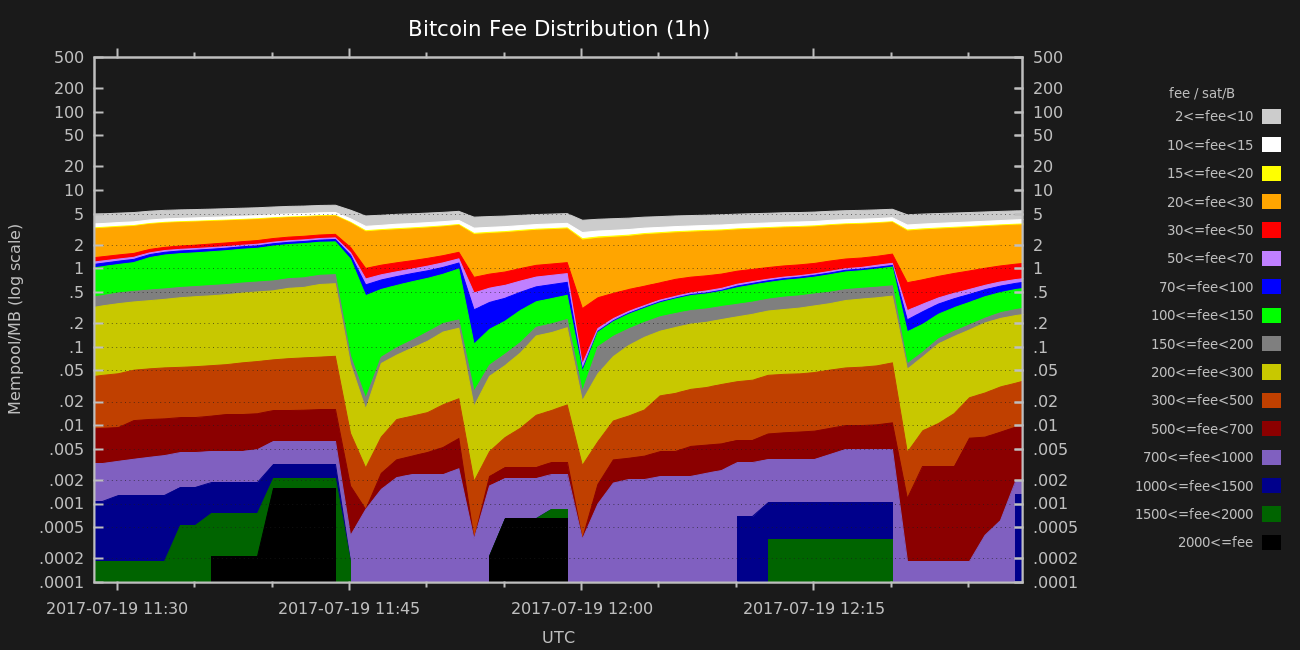 Bitcoin Fee Distribution (1h)
Mempool/MB (log scale)
500
200
100
50
20
10
5
2
1
.5
.2
.1
.05
.02
.01
.005
.002
.001
.0005
.0002
.0001
500
200
100
50
20
10
5
2
1
.5
.2
.1
.05
.02
.01
.005
.002
.001
.0005
.0002
.0001
2017-07-19 11:30
2017-07-19 11:45
2017-07-19 12:00
2017-07-19 12:15
UTC
fee / sat/B
2<=fee<10
10<=fee<15
15<=fee<20
20<=fee<30
30<=fee<50
50<=fee<70
70<=fee<100
100<=fee<150
150<=fee<200
200<=fee<300
300<=fee<500
500<=fee<700
700<=fee<1000
1000<=fee<1500
1500<=fee<2000
2000<=fee